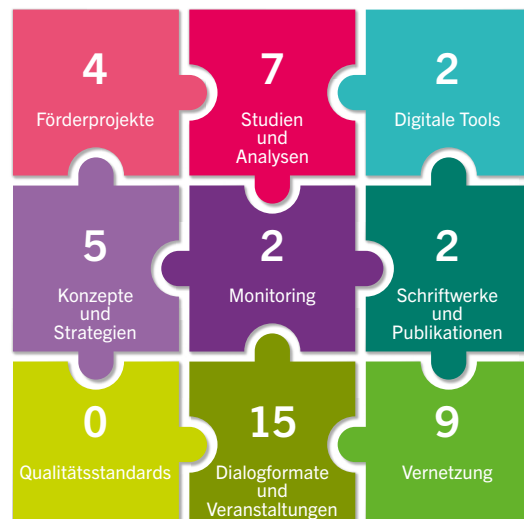 4
Förderprojekte
7
Studien
und
Analysen
2
Digitale Tools
5
Konzepte
und
Strategien
2
Monitoring
2
Schriftwerke
und
Publikationen
0
Qualitätsstandards
15
Dialogformate
und
Veranstaltungen
9
Vernetzung